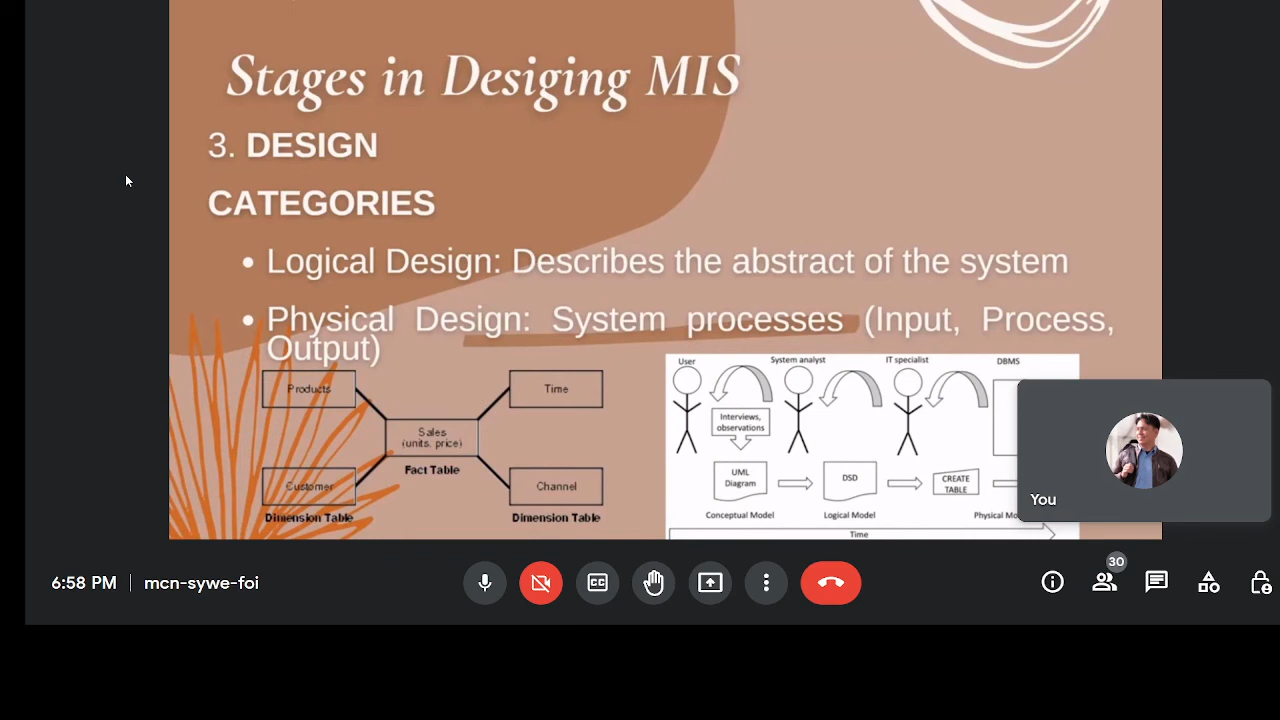 Stages in Desiging MIS
3. DESIGN
CATEGORIES
• Logical Design: Describes the abstract of the system
• Physical Design: System processes (Input, Process,
Output)
Products
Time
Sales
(units, price)
Fact Table
Customer
Channel
Dimension Table
Dimension Table
User
System analyst
IT specialist
DBMS
Interviews,
observations
UML
Diagram
DSD
CREATE
TABLE
Conceptual Model
Logical Model
Physical
Time
You
6:58 PM
mcn-sywe-foi
CC
30